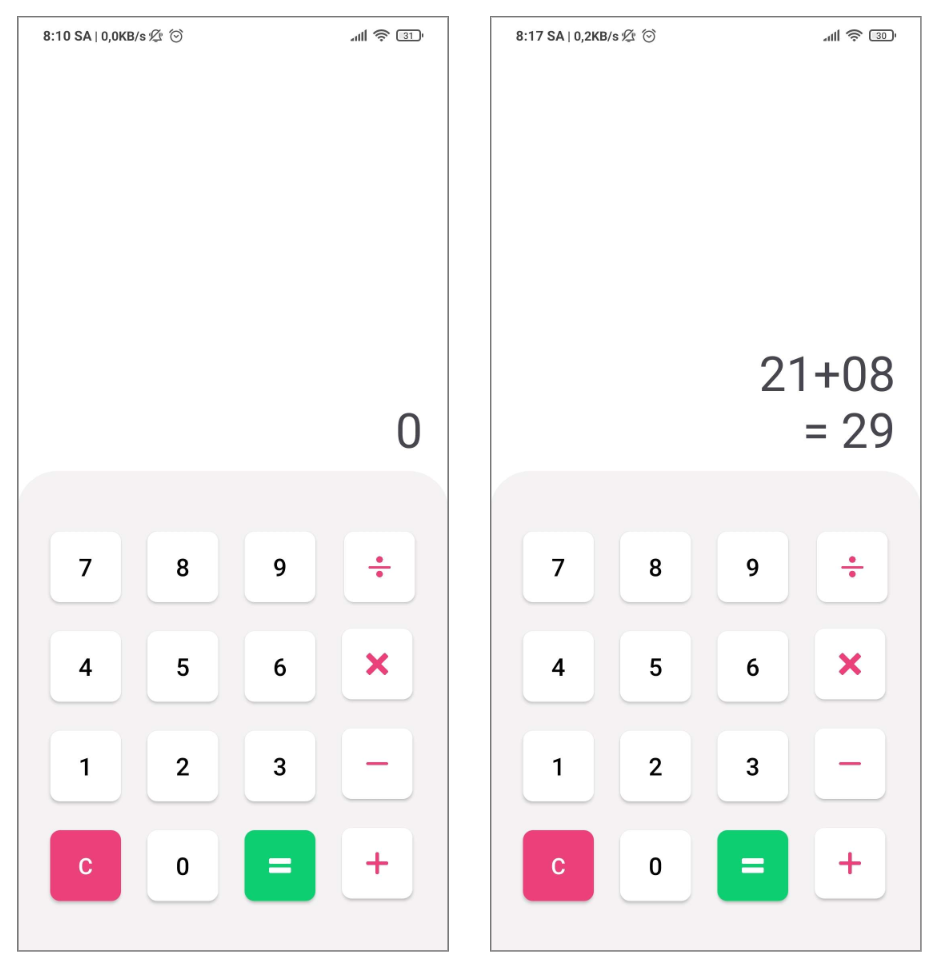 8:10 SA | 0,0KB/s
31
0
7 8 9 ÷
4 5 6 ×
1 2 3 −
C 0 = +
8:17 SA | 0,2KB/s
30
21+08
= 29
7 8 9 ÷
4 5 6 ×
1 2 3 −
C 0 = +